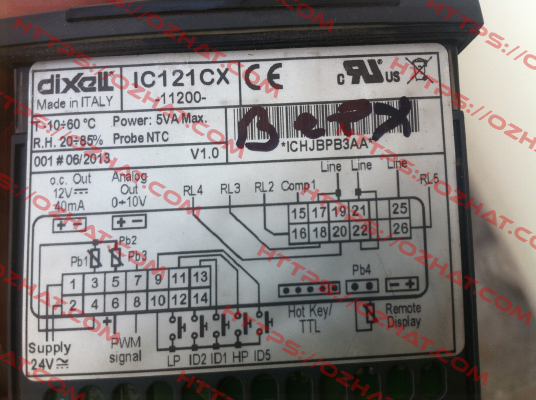 dixell IC121CX CE c RU US
Made in ITALY -11200-
T -10÷60 °C Power: 5VA Max.
R.H. 20÷85% Probe NTC
001 # 06/2013 V1.0 *ICHJBPB3AA*
o.c. Out Analog Line Line Line
12V Out RL4 RL3 RL2 Comp1 RL5
40mA 0÷10V
15 17 19 21 25
16 18 20 22 26
Pb2
Pb1 Pb3
1 3 5 7 9 11 13
2 4 6 8 10 12 14
Pb4
Hot Key/ Remote
TTL Display
Supply PWM
24V signal LP ID2 ID1 HP ID5
HTTPS://OZHAT.COM